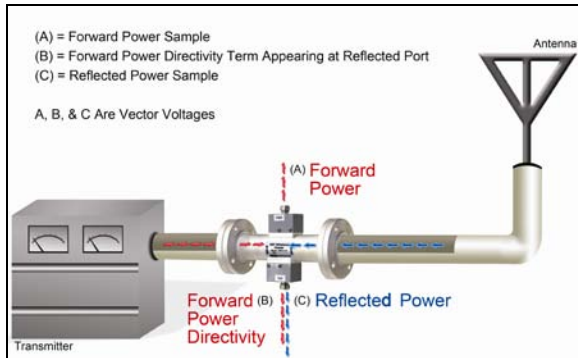 (A) = Forward Power Sample
(B) = Forward Power Directivity Term Appearing at Reflected Port
(C) = Reflected Power Sample
A, B, & C Are Vector Voltages
Antenna
(A) Forward
Power
Forward (B)
Power
Directivity
(C) Reflected Power
Transmitter